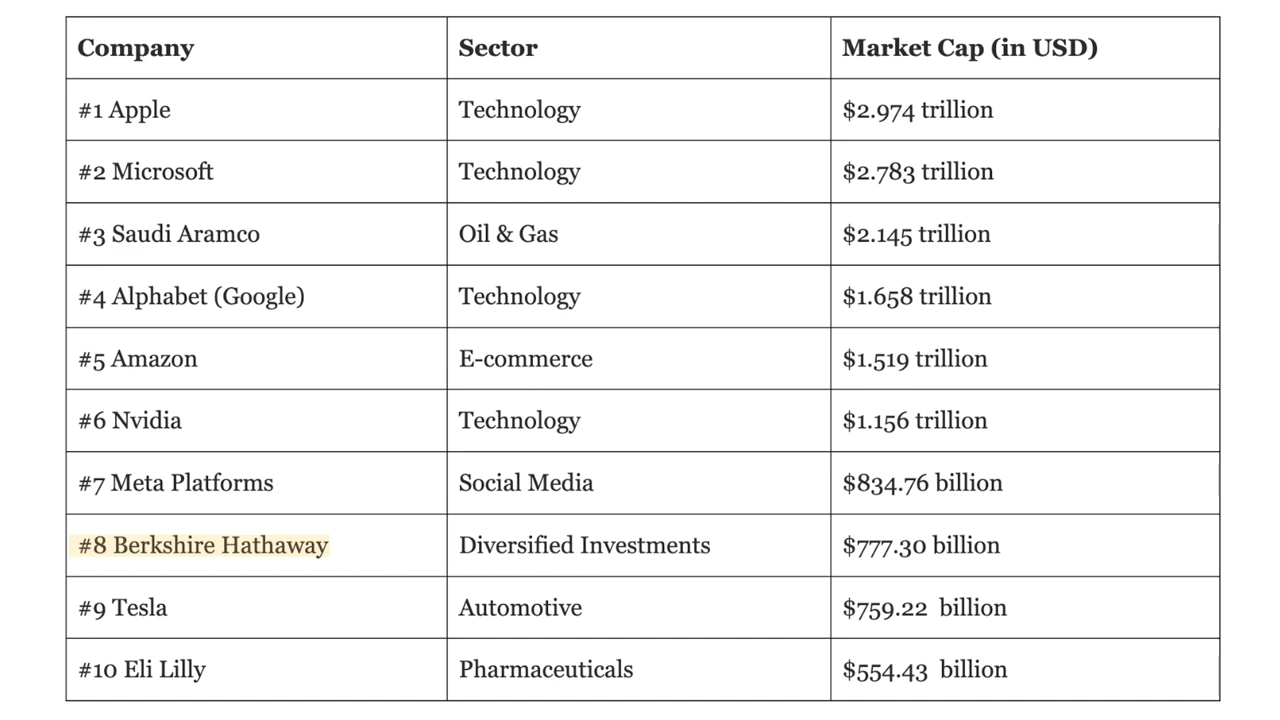 Company Sector Market Cap (in USD)
#1 Apple Technology $2.974 trillion
#2 Microsoft Technology $2.783 trillion
#3 Saudi Aramco Oil & Gas $2.145 trillion
#4 Alphabet (Google) Technology $1.658 trillion
#5 Amazon E-commerce $1.519 trillion
#6 Nvidia Technology $1.156 trillion
#7 Meta Platforms Social Media $834.76 billion
#8 Berkshire Hathaway Diversified Investments $777.30 billion
#9 Tesla Automotive $759.22 billion
#10 Eli Lilly Pharmaceuticals $554.43 billion